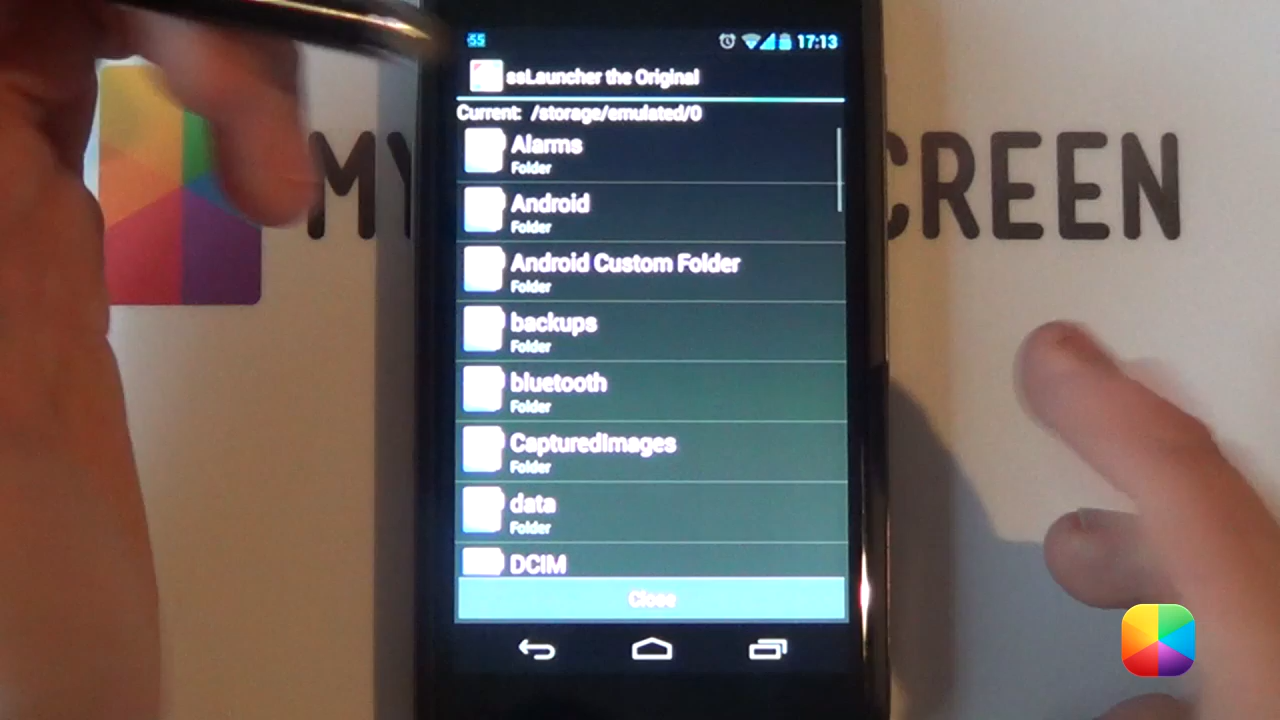 55
17:13
ssLauncher the Original
MY CREEN
Current: /storage/emulated/0
Alarms
Folder
Android
Folder
Android Custom Folder
Folder
backups
Folder
bluetooth
Folder
CapturedImages
Folder
data
Folder
DCIM
Close